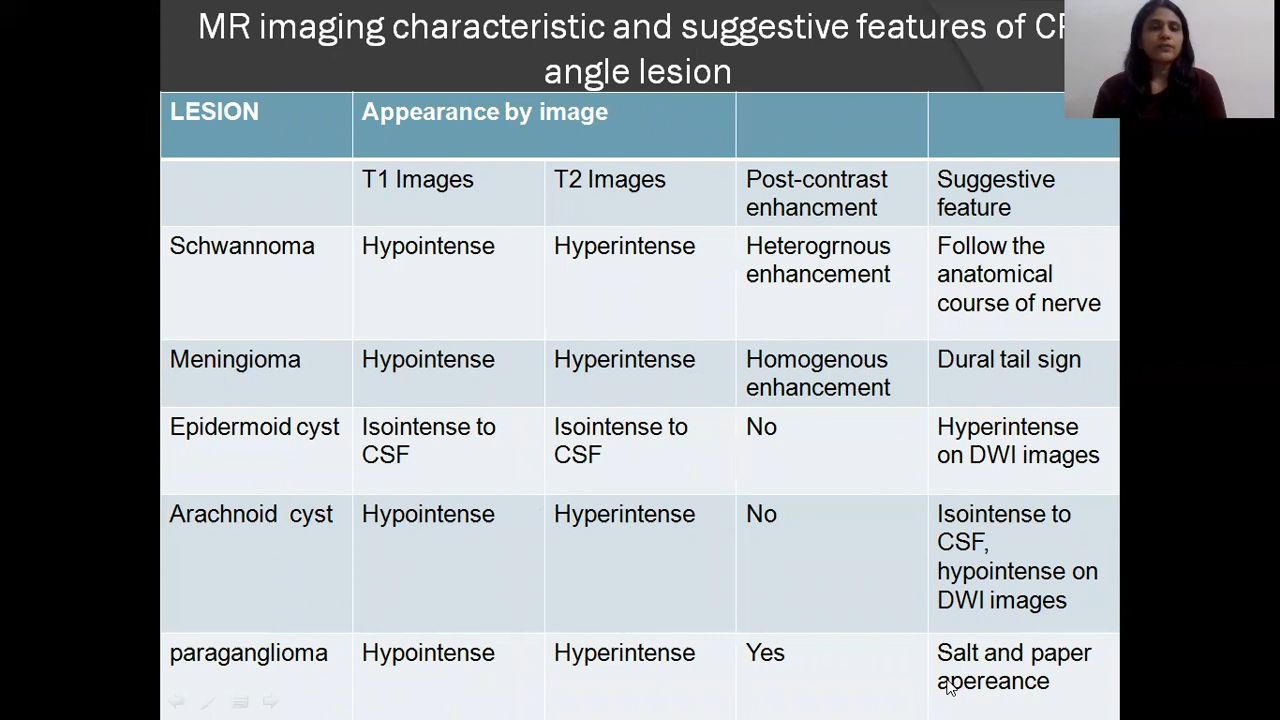 MR imaging characteristic and suggestive features of
angle lesion
LESION
Appearance by image
T1 Images
T2 Images
Post-contrast
enhancment
Suggestive
feature
Schwannoma
Hypointense
Hyperintense
Heterogrnous
enhancement
Follow the
anatomical
course of nerve
Meningioma
Hypointense
Hyperintense
Homogenous
enhancement
Dural tail sign
Epidermoid cyst
Isointense to
CSF
Isointense to
CSF
No
Hyperintense
on DWI images
Arachnoid cyst
Hypointense
Hyperintense
No
Isointense to
CSF,
hypointense on
DWI images
paraganglioma
Hypointense
Hyperintense
Yes
Salt and paper
apereance